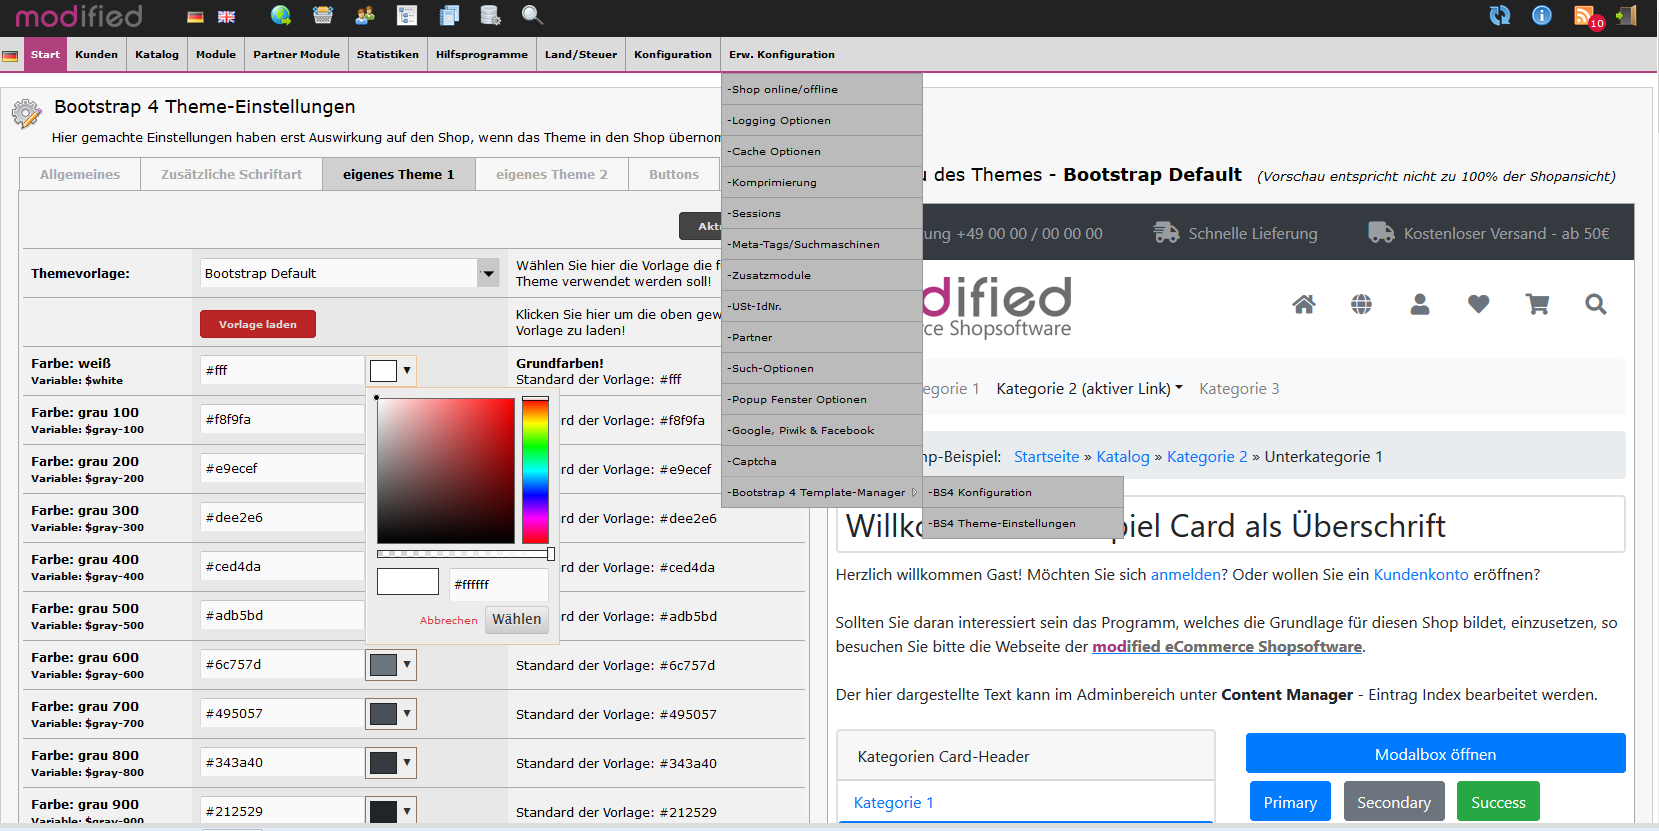 modified
10
Start Kunden Katalog Module Partner Module Statistiken Hilfsprogramme Land/Steuer Konfiguration Erw. Konfiguration
Bootstrap 4 Theme-Einstellungen
Hier gemachte Einstellungen haben erst Auswirkung auf den Shop, wenn das Theme in den Shop
Allgemeines Zusätzliche Schriftart eigenes Theme 1 eigenes Theme 2 Buttons
Themevorlage:
Bootstrap Default
Wählen Sie hier die Vorlage die
Theme verwendet werden soll!
Vorlage laden
Klicken Sie hier um die oben
Vorlage zu laden!
Farbe: weiß
Variable: $white
#fff
Grundfarben!
Standard der Vorlage: #fff
Farbe: grau 100
Variable: $gray-100
#f8f9fa
rd der Vorlage: #f8f9fa
Farbe: grau 200
Variable: $gray-200
#e9ecef
rd der Vorlage: #e9ecef
Farbe: grau 300
Variable: $gray-300
#dee2e6
rd der Vorlage: #dee2e6
Farbe: grau 400
Variable: $gray-400
#ced4da
rd der Vorlage: #ced4da
Farbe: grau 500
Variable: $gray-500
#adb5bd
rd der Vorlage: #adb5bd
#ffffff
Abbrechen Wählen
Farbe: grau 600
Variable: $gray-600
#6c757d
Standard der Vorlage: #6c757d
Farbe: grau 700
Variable: $gray-700
#495057
Standard der Vorlage: #495057
Farbe: grau 800
Variable: $gray-800
#343a40
Standard der Vorlage: #343a40
Farbe: grau 900
Variable: $gray-900
#212529
Standard der Vorlage: #212529
-Shop online/offline
-Logging Optionen
-Cache Optionen
-Komprimierung
-Sessions
-Meta-Tags/Suchmaschinen
-Zusatzmodule
-USt-IdNr.
-Partner
-Such-Optionen
-Popup Fenster Optionen
-Google, Piwik & Facebook
-Captcha
-Bootstrap 4 Template-Manager
-BS4 Konfiguration
-BS4 Theme-Einstellungen
u des Themes - Bootstrap Default (Vorschau entspricht nicht zu 100% der Shopansicht)
tung +49 00 00 / 00 00 00 Schnelle Lieferung Kostenloser Versand - ab 50€
dified
ce Shopsoftware
egorie 1 Kategorie 2 (aktiver Link) Kategorie 3
mp-Beispiel: Startseite » Katalog » Kategorie 2 » Unterkategorie 1
Willk piel Card als Überschrift
Herzlich willkommen Gast! Möchten Sie sich anmelden? Oder wollen Sie ein Kundenkonto eröffnen?
Sollten Sie daran interessiert sein das Programm, welches die Grundlage für diesen Shop bildet, einzusetzen, so
besuchen Sie bitte die Webseite der modified eCommerce Shopsoftware.
Der hier dargestellte Text kann im Adminbereich unter Content Manager - Eintrag Index bearbeitet werden.
Kategorien Card-Header
Kategorie 1
Modalbox öffnen
Primary Secondary Success